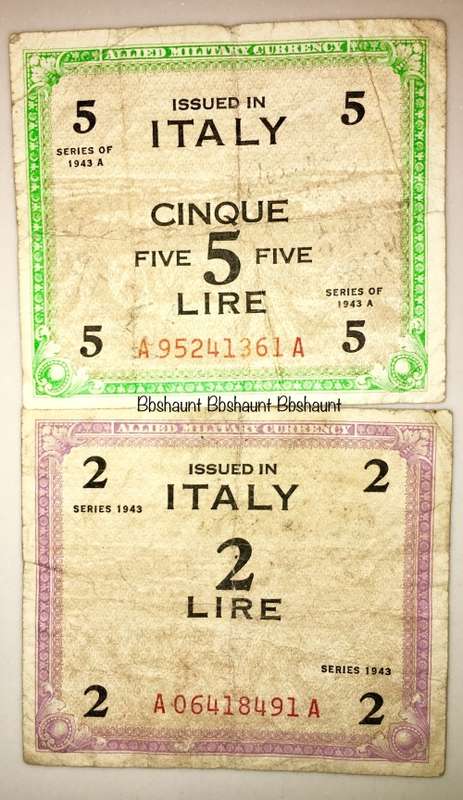 ALLIED MILITARY CURRENCY
5 ISSUED IN 5
ITALY
SERIES OF
1943 A
CINQUE
FIVE 5 FIVE
LIRE
SERIES OF
1943 A
5 A95241361A 5
Bbshaunt Bbshaunt Bbshaunt
ALLIED MILITARY CURRENCY
2 ISSUED IN 2
ITALY
SERIES 1943
2
LIRE
SERIES 1943
2 A06418491A 2